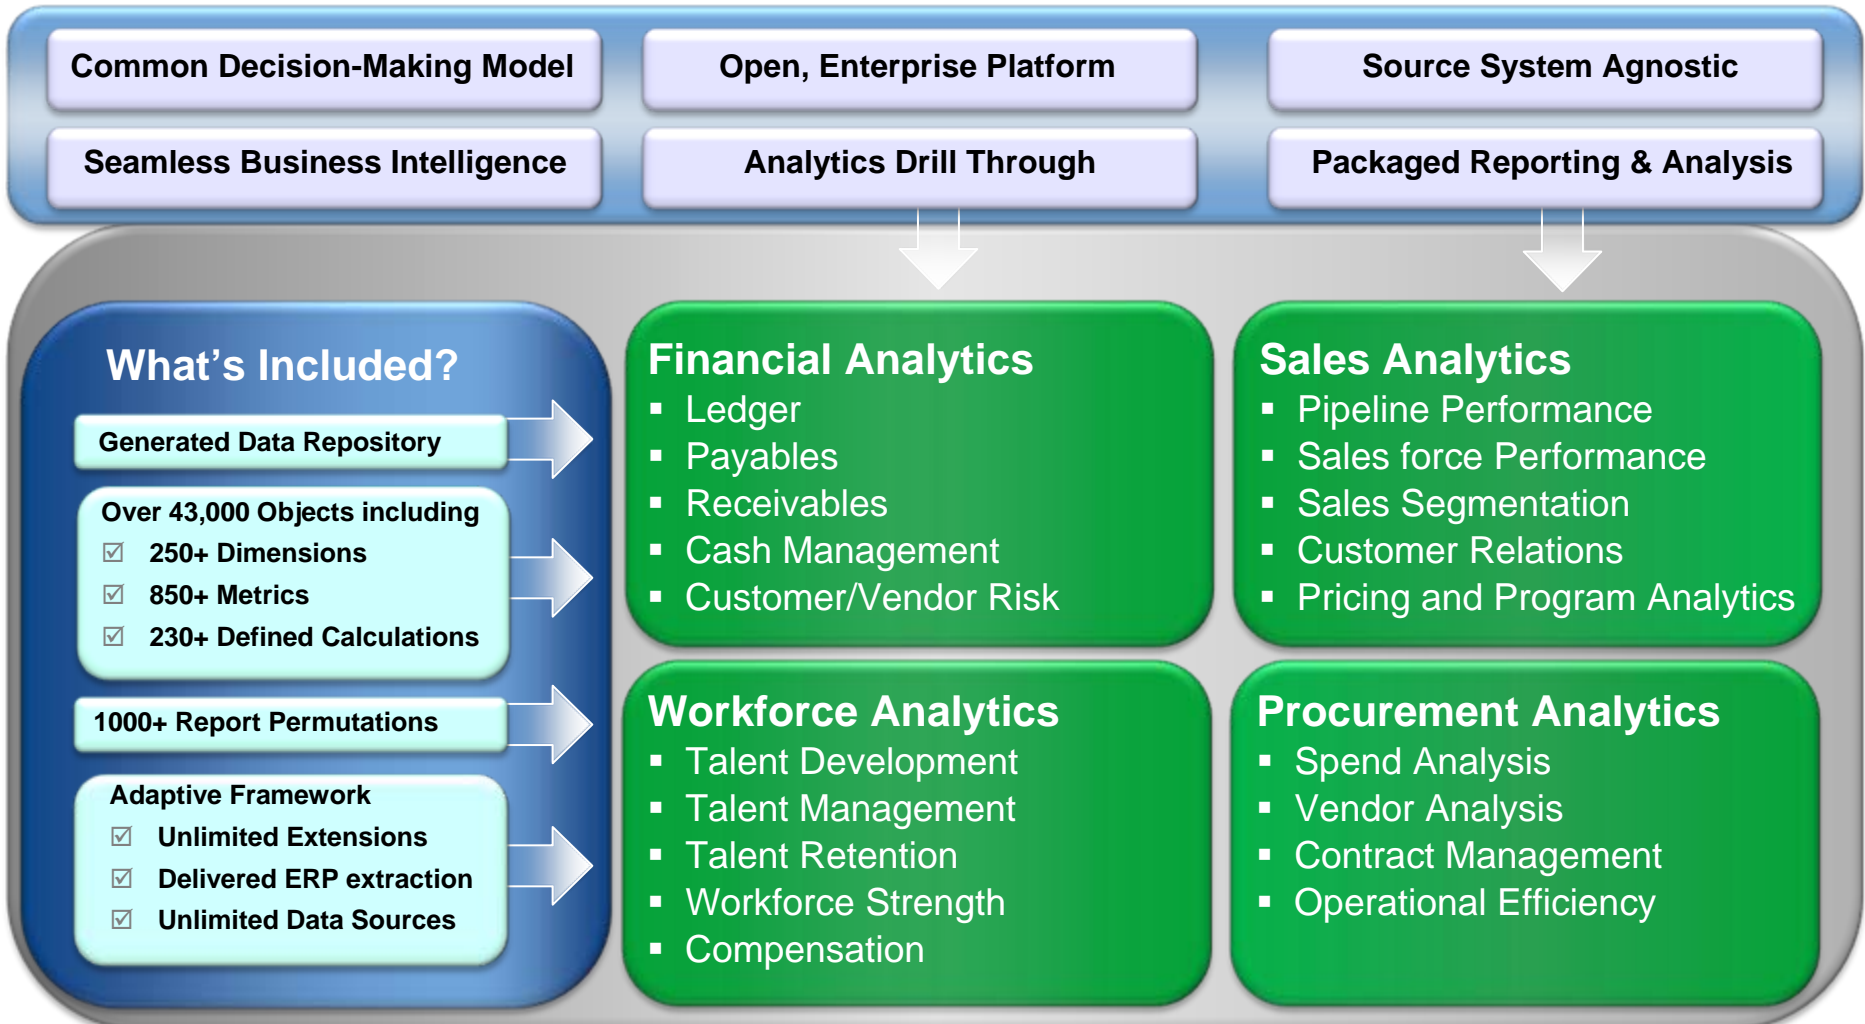 Common Decision-Making Model
Open, Enterprise Platform
Source System Agnostic
Seamless Business Intelligence
Analytics Drill Through
Packaged Reporting & Analysis
What’s Included?
Generated Data Repository
Over 43,000 Objects including
250+ Dimensions
850+ Metrics
230+ Defined Calculations
1000+ Report Permutations
Adaptive Framework
Unlimited Extensions
Delivered ERP extraction
Unlimited Data Sources
Financial Analytics
Ledger
Payables
Receivables
Cash Management
Customer/Vendor Risk
Sales Analytics
Pipeline Performance
Sales force Performance
Sales Segmentation
Customer Relations
Pricing and Program Analytics
Workforce Analytics
Talent Development
Talent Management
Talent Retention
Workforce Strength
Compensation
Procurement Analytics
Spend Analysis
Vendor Analysis
Contract Management
Operational Efficiency